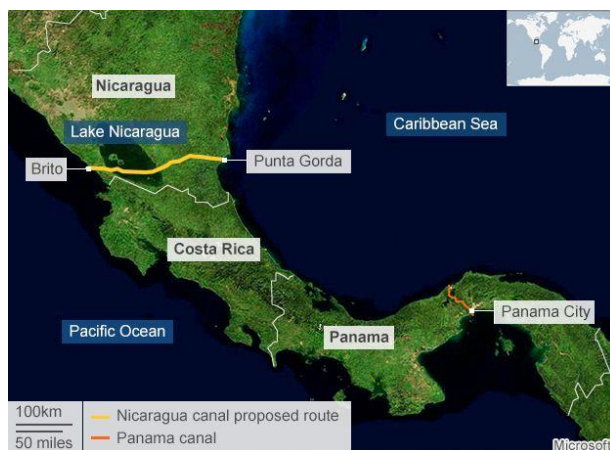 Nicaragua
Lake Nicaragua
Caribbean Sea
Brito
Punta Gorda
Costa Rica
Pacific Ocean
Panama
Panama City
100km
50 miles
Nicaragua canal proposed route
Panama canal
Microsoft